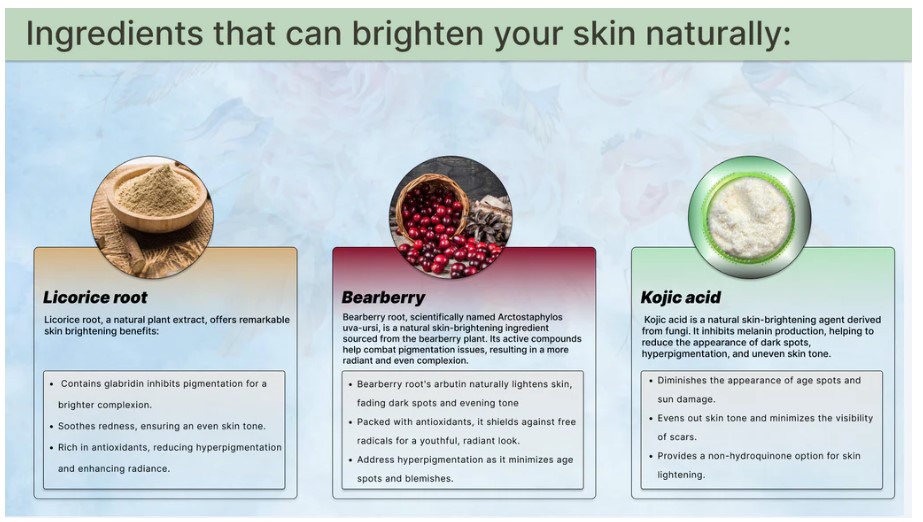 Ingredients that can brighten your skin naturally:
Licorice root
Licorice root, a natural plant extract, offers remarkable
skin brightening benefits:
• Contains glabridin inhibits pigmentation for a
brighter complexion.
• Soothes redness, ensuring an even skin tone.
• Rich in antioxidants, reducing hyperpigmentation
and enhancing radiance.
Bearberry
Bearberry root, scientifically named Arctostaphylos
uva-ursi, is a natural skin-brightening ingredient
sourced from the bearberry plant. Its active compounds
help combat pigmentation issues, resulting in a more
radiant and even complexion.
• Bearberry root's arbutin naturally lightens skin,
fading dark spots and evening tone
• Packed with antioxidants, it shields against free
radicals for a youthful, radiant look.
• Address hyperpigmentation as it minimizes age
spots and blemishes.
Kojic acid
Kojic acid is a natural skin-brightening agent derived
from fungi. It inhibits melanin production, helping to
reduce the appearance of dark spots,
hyperpigmentation, and uneven skin tone.
• Diminishes the appearance of age spots and
sun damage.
• Evens out skin tone and minimizes the visibility
of scars.
• Provides a non-hydroquinone option for skin
lightening.